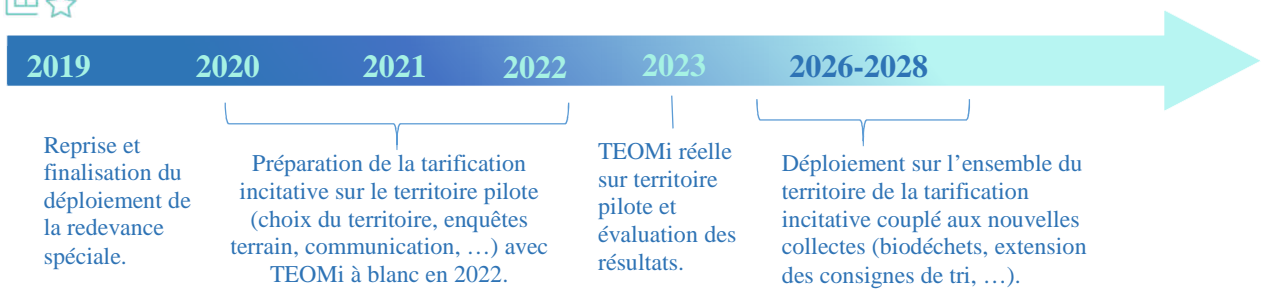 2019 2020 2021 2022 2023 2026-2028
Reprise et
finalisation du
déploiement de
la redevance
spéciale.
Préparation de la tarification
incitative sur le territoire pilote
(choix du territoire, enquêtes
terrain, communication, …) avec
TEOMi à blanc en 2022.
TEOMi réelle
sur territoire
pilote et
évaluation des
résultats.
Déploiement sur l’ensemble du
territoire de la tarification
incitative couplé aux nouvelles
collectes (biodéchets, extension
des consignes de tri, …).